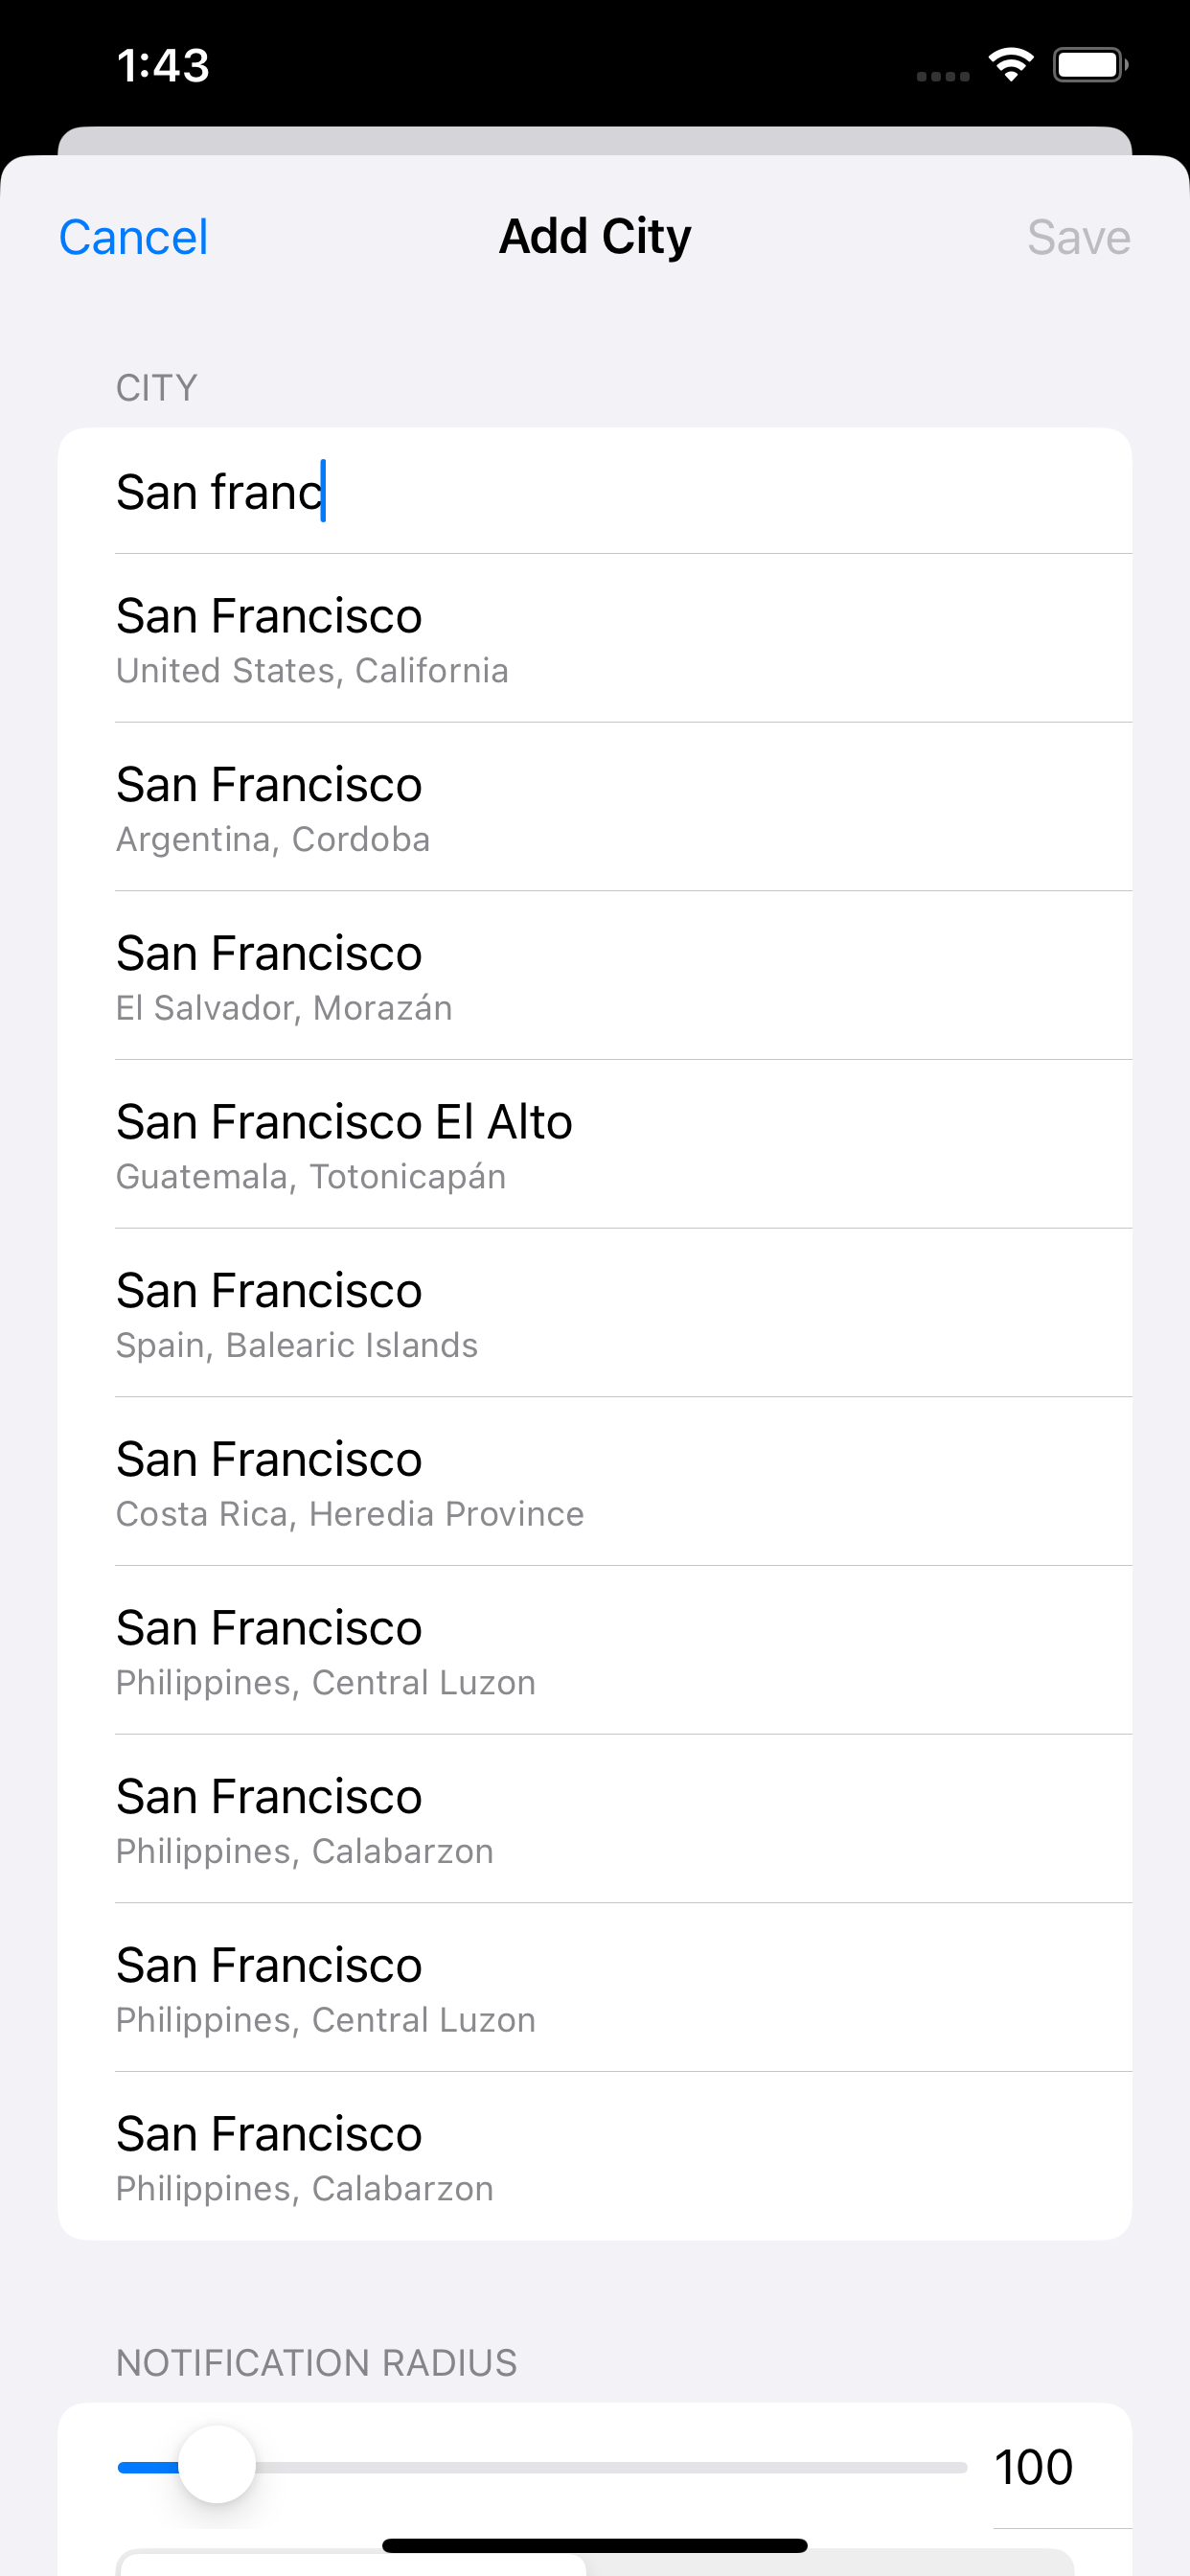 1:43
Cancel Add City Save
CITY
San franc
San Francisco
United States, California
San Francisco
Argentina, Cordoba
San Francisco
El Salvador, Morazán
San Francisco El Alto
Guatemala, Totonicapán
San Francisco
Spain, Balearic Islands
San Francisco
Costa Rica, Heredia Province
San Francisco
Philippines, Central Luzon
San Francisco
Philippines, Calabarzon
San Francisco
Philippines, Central Luzon
San Francisco
Philippines, Calabarzon
NOTIFICATION RADIUS
100